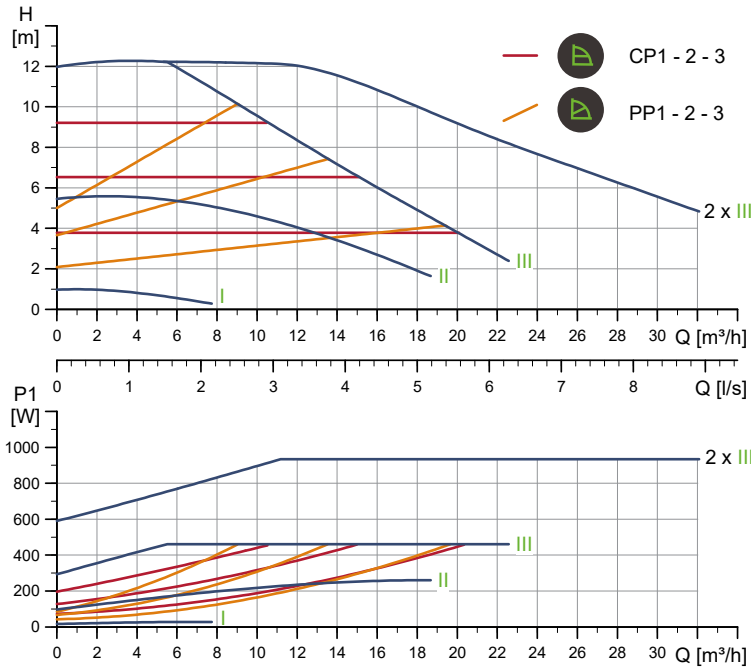 H
[m]
12
10
8
6
4
2
0
CP1 - 2 - 3
PP1 - 2 - 3
2 x III
III
II
I
0 2 4 6 8 10 12 14 16 18 20 22 24 26 28 30 Q [m³/h]
0 1 2 3 4 5 6 7 8 Q [l/s]
P1
[W]
1000
800
600
400
200
0
2 x III
III
II
I
0 2 4 6 8 10 12 14 16 18 20 22 24 26 28 30 Q [m³/h]